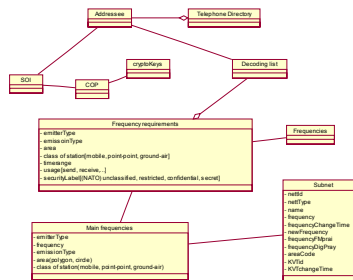 Addressee
Telephone Directory
cryptoKeys
Decoding list
SOI
COP
Frequency requirements
- emitterType
- emissoinType
- area
- class of station(mobile, point-point, ground-air)
- timerange
- usage[send, receive,..]
- securityLabel[(NATO) unclassified, restricted, confidential, secret]
Frequencies
Subnet
- netId
- netType
- name
- frequency
- frequencyChangeTime
- newFrequency
- frequencyFMprai
- frequencyDigPray
- areaCode
- KVTid
- KVTchangeTime
Main frequencies
- emitterType
- frequency
- emissionType
- area(polygon, circle)
- class of station(mobile, point-point, ground-air)